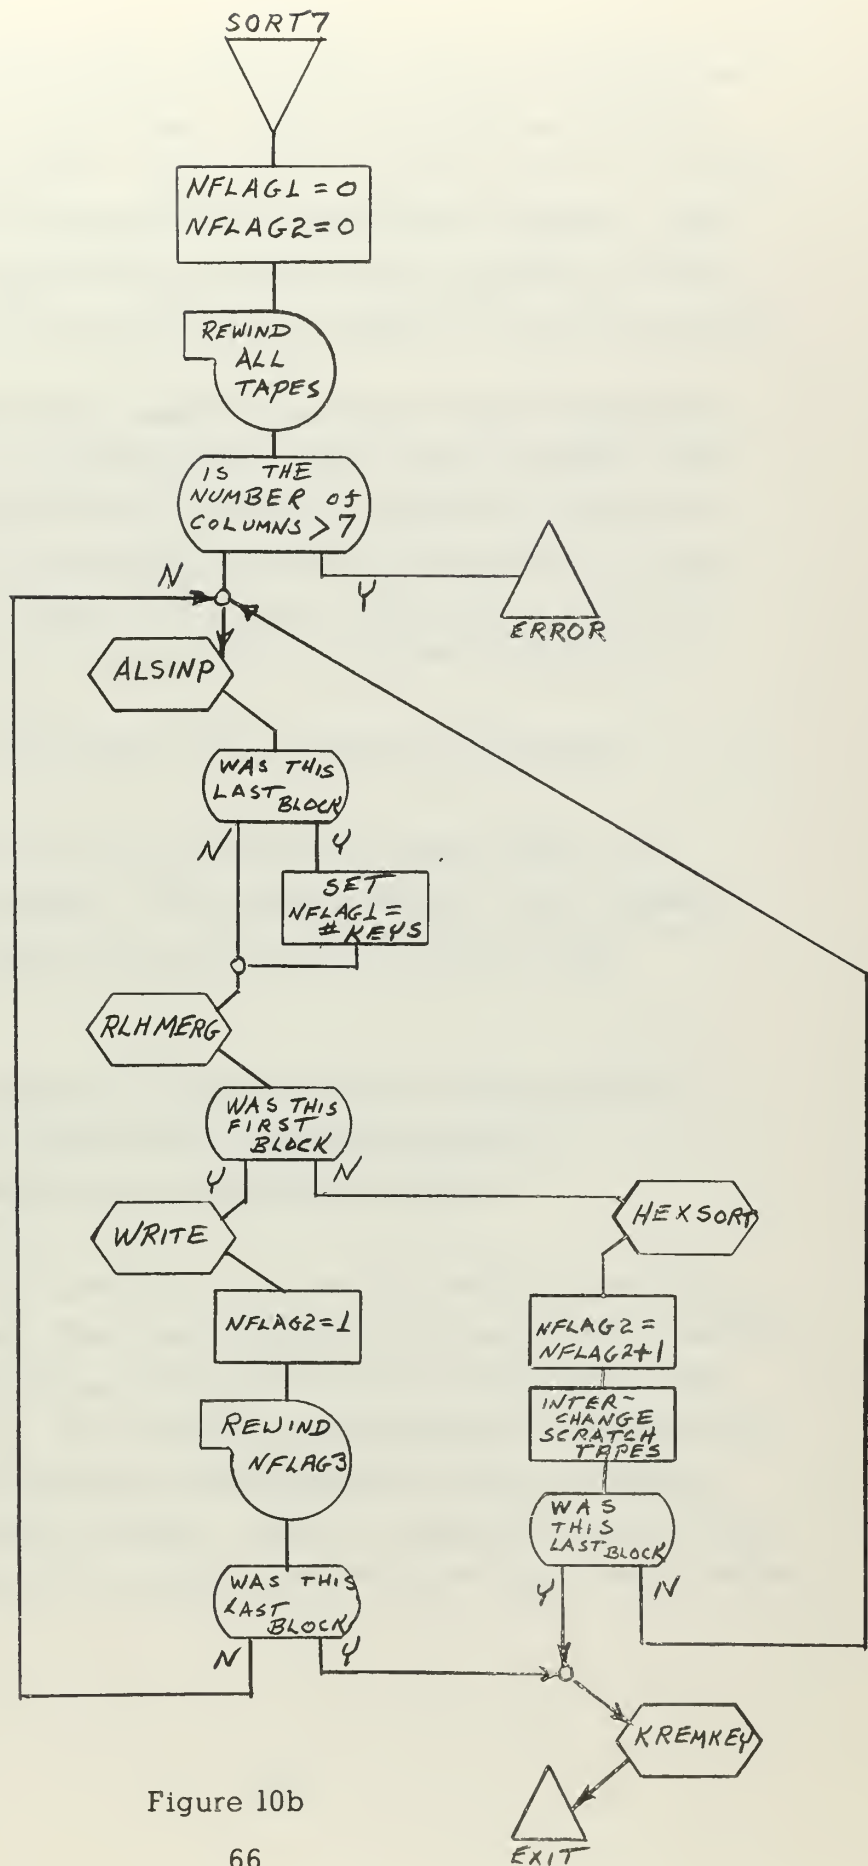 SORT7
NFLAG1 = 0
NFLAG2 = 0
REWIND
ALL
TAPES
IS THE
NUMBER of
COLUMNS > 7
N
Y
ERROR
ALSINP
WAS THIS
LAST BLOCK
N
Y
SET
NFLAG1 =
# KEYS
RLHMERG
WAS THIS
FIRST
BLOCK
Y
N
WRITE
HEXSORT
NFLAG2=1
NFLAG2 =
NFLAG2+1
INTER-
CHANGE
SCRATCH
TAPES
REWIND
NFLAG3
WAS
THIS
LAST BLOCK
Y
N
WAS THIS
LAST
BLOCK
N
Y
KREMKEY
EXIT
Figure 10b
66